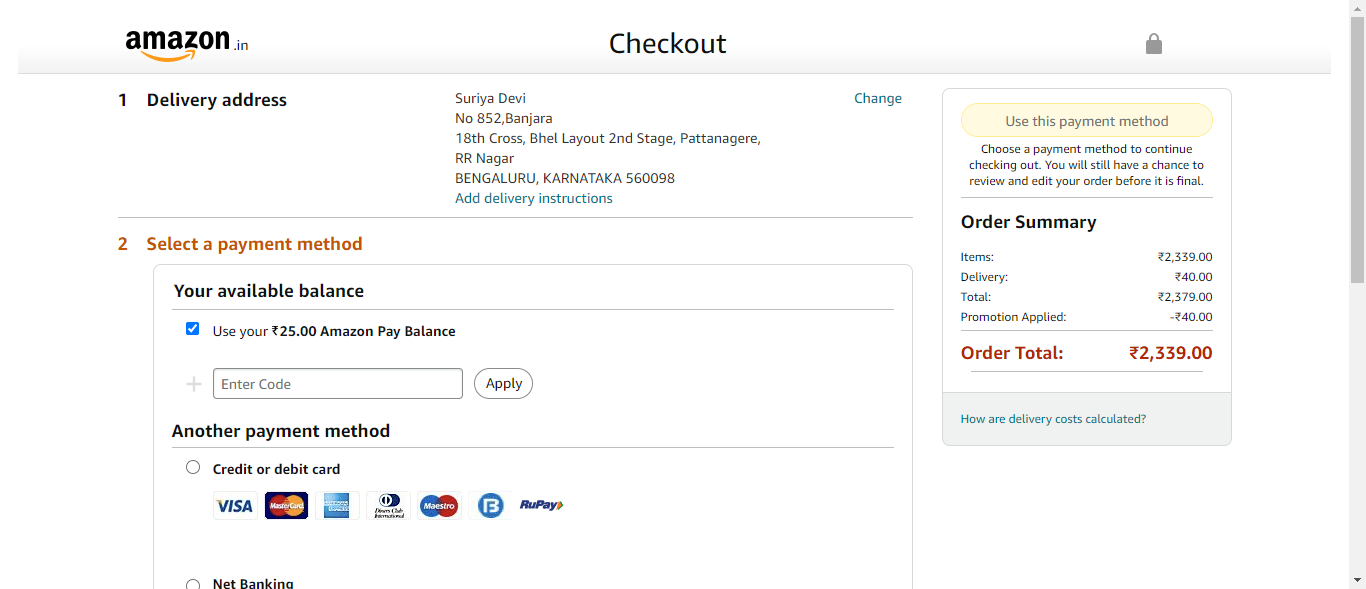 amazon.in
Checkout
1 Delivery address
Suriya Devi
No 852,Banjara
18th Cross, Bhel Layout 2nd Stage, Pattanagere,
RR Nagar
BENGALURU, KARNATAKA 560098
Add delivery instructions
Change
2 Select a payment method
Your available balance
Use your ₹25.00 Amazon Pay Balance
Enter Code
Apply
Another payment method
Credit or debit card
VISA MasterCard AMERICAN EXPRESS Diners Club International Maestro B RuPay
Net Banking
Use this payment method
Choose a payment method to continue
checking out. You will still have a chance to
review and edit your order before it is final.
Order Summary
Items: ₹2,339.00
Delivery: ₹40.00
Total: ₹2,379.00
Promotion Applied: -₹40.00
Order Total: ₹2,339.00
How are delivery costs calculated?